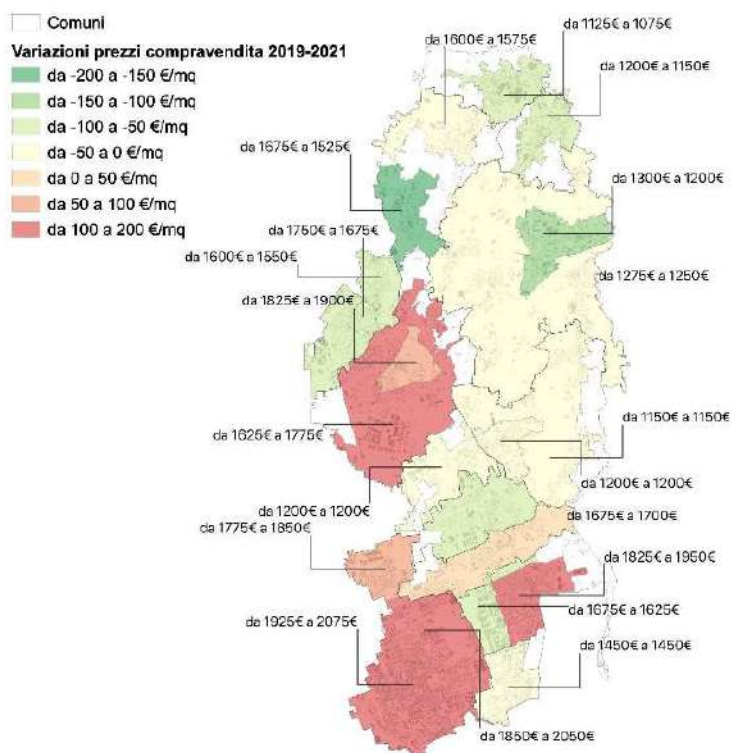 Comuni
Variazioni prezzi compravendita 2019-2021
da -200 a -150 €/mq
da -150 a -100 €/mq
da -100 a -50 €/mq
da -50 a 0 €/mq
da 0 a 50 €/mq
da 50 a 100 €/mq
da 100 a 200 €/mq
da 1125€ a 1075€
da 1600€ a 1575€
da 1200€ a 1150€
da 1675€ a 1525€
da 1300€ a 1200€
da 1750€ a 1675€
da 1600€ a 1550€
da 1275€ a 1250€
da 1825€ a 1900€
da 1150€ a 1150€
da 1625€ a 1775€
da 1200€ a 1200€
da 1200€ a 1200€
da 1675€ a 1700€
da 1775€ a 1850€
da 1825€ a 1950€
da 1675€ a 1625€
da 1925€ a 2075€
da 1450€ a 1450€
da 1850€ a 2050€